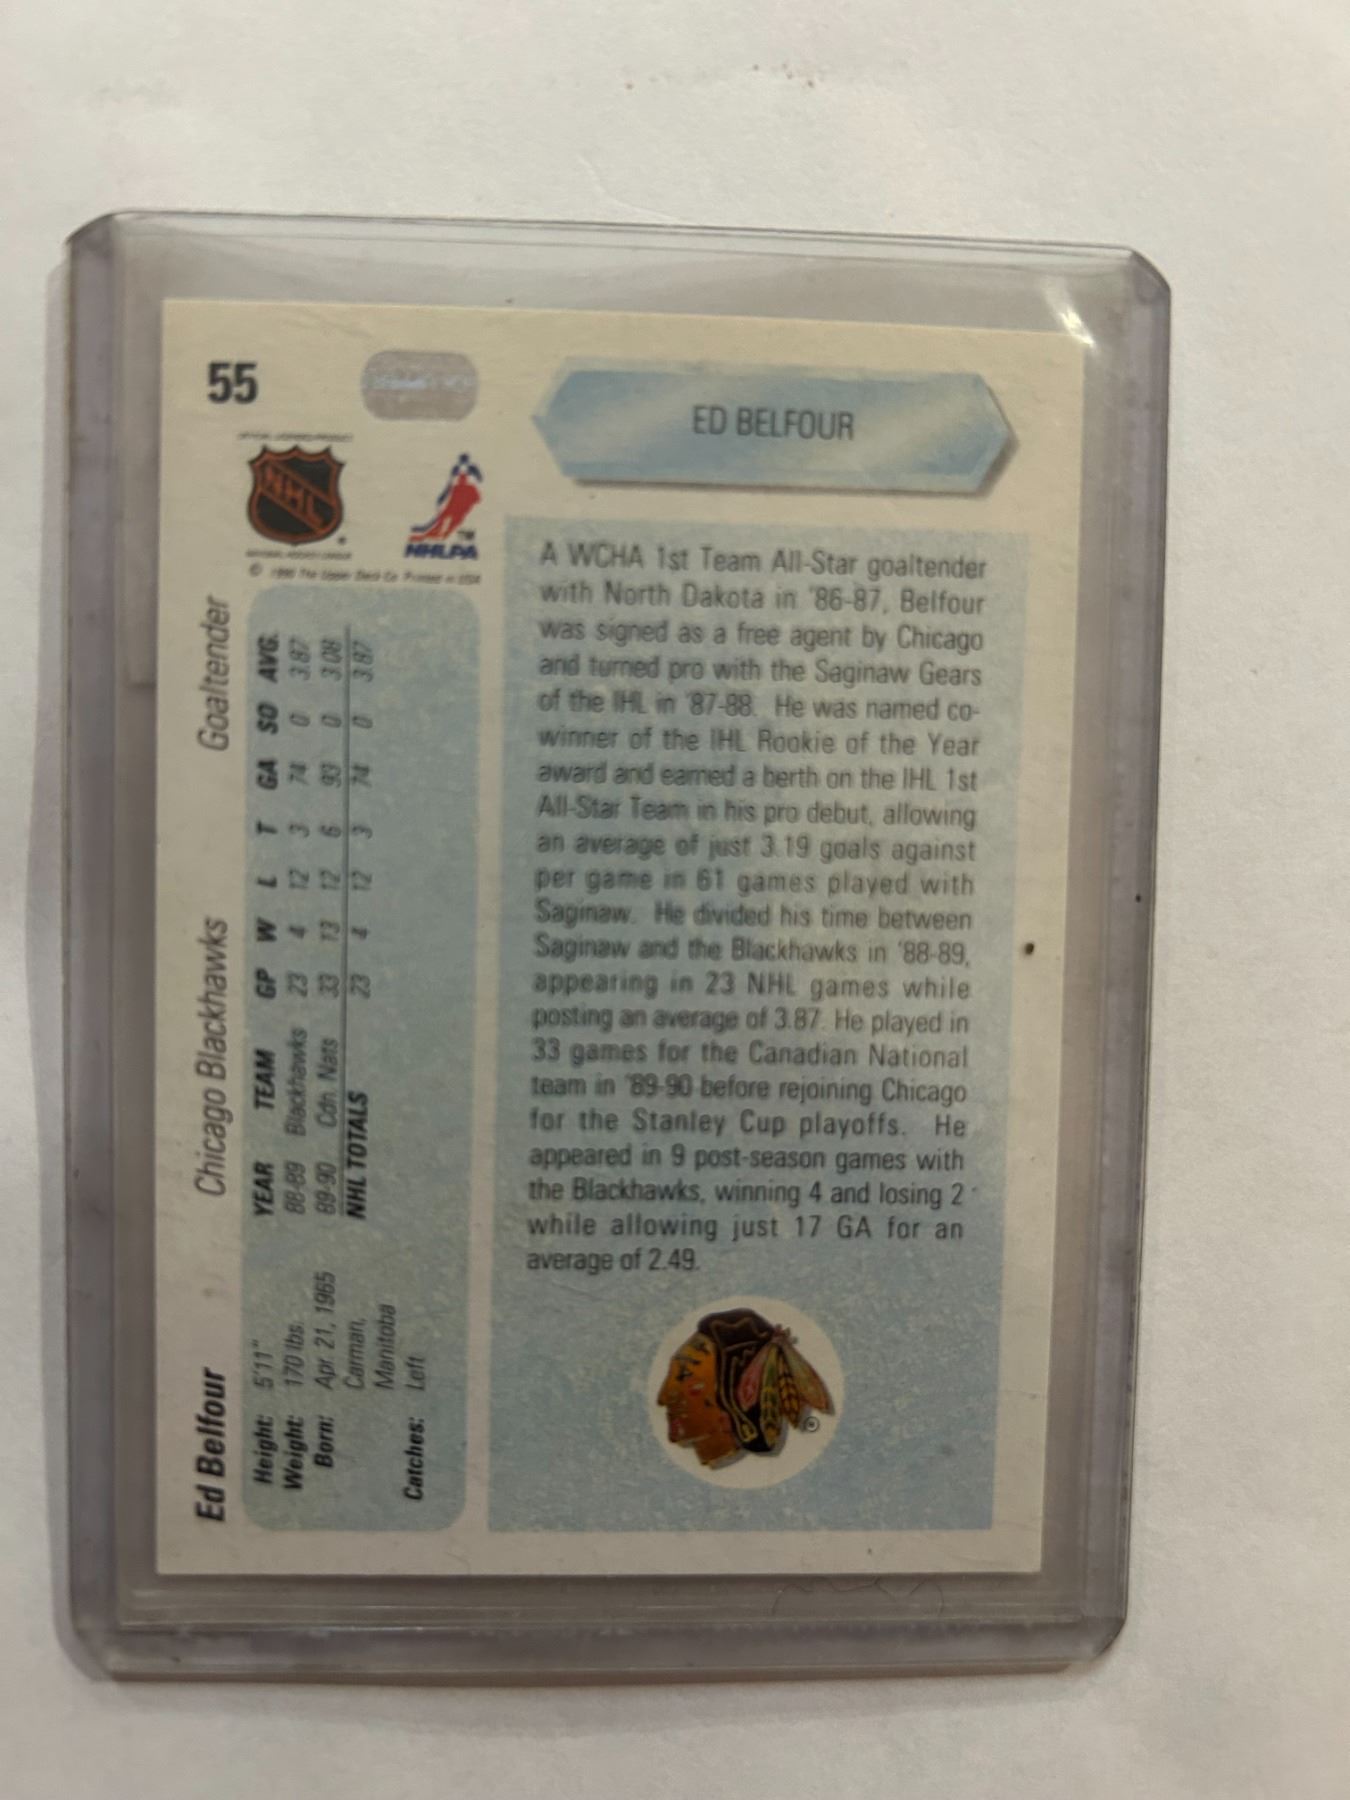 55
NHL
NHLPA
TM
© 1990 The Upper Deck Co. Printed in USA
ED BELFOUR
A WCHA 1st Team All-Star goaltender
with North Dakota in '86-87, Belfour
was signed as a free agent by Chicago
and turned pro with the Saginaw Gears
of the IHL in '87-88. He was named co-
winner of the IHL Rookie of the Year
award and earned a berth on the IHL 1st
All-Star Team in his pro debut, allowing
an average of just 3.19 goals against
per game in 61 games played with
Saginaw. He divided his time between
Saginaw and the Blackhawks in '88-89,
appearing in 23 NHL games while
posting an average of 3.87. He played in
33 games for the Canadian National
team in '89-90 before rejoining Chicago
for the Stanley Cup playoffs. He
appeared in 9 post-season games with
the Blackhawks, winning 4 and losing 2
while allowing just 17 GA for an
average of 2.49.
®
Ed Belfour Chicago Blackhawks Goaltender
Height: 5'11"
Weight: 170 lbs.
Born: Apr. 21, 1965
Carman,
Manitoba
Catches: Left
YEAR TEAM GP W L T GA SO AVG.
88-89 Blackhawks 23 4 12 3 74 0 3.87
89-90 Cdn. Nats 33 13 12 6 93 0 3.08
NHL TOTALS 23 4 12 3 74 0 3.87